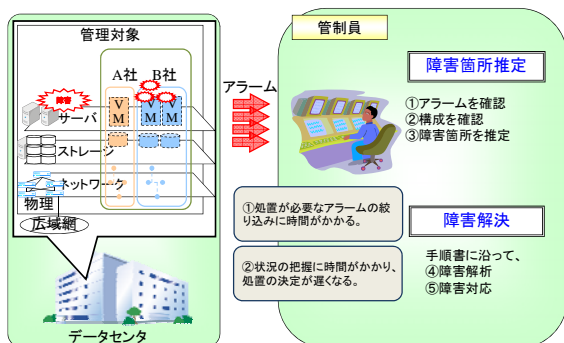 管理対象
A社 B社
障害
VM
VM
VM
サーバ
ストレージ
ネットワーク
物理
広域網
データセンタ
アラーム
管制員
障害箇所推定
①アラームを確認
②構成を確認
③障害箇所を推定
①処置が必要なアラームの絞
り込みに時間がかかる。
②状況の把握に時間がかかり、
処置の決定が遅くなる。
障害解決
手順書に沿って、
④障害解析
⑤障害対応